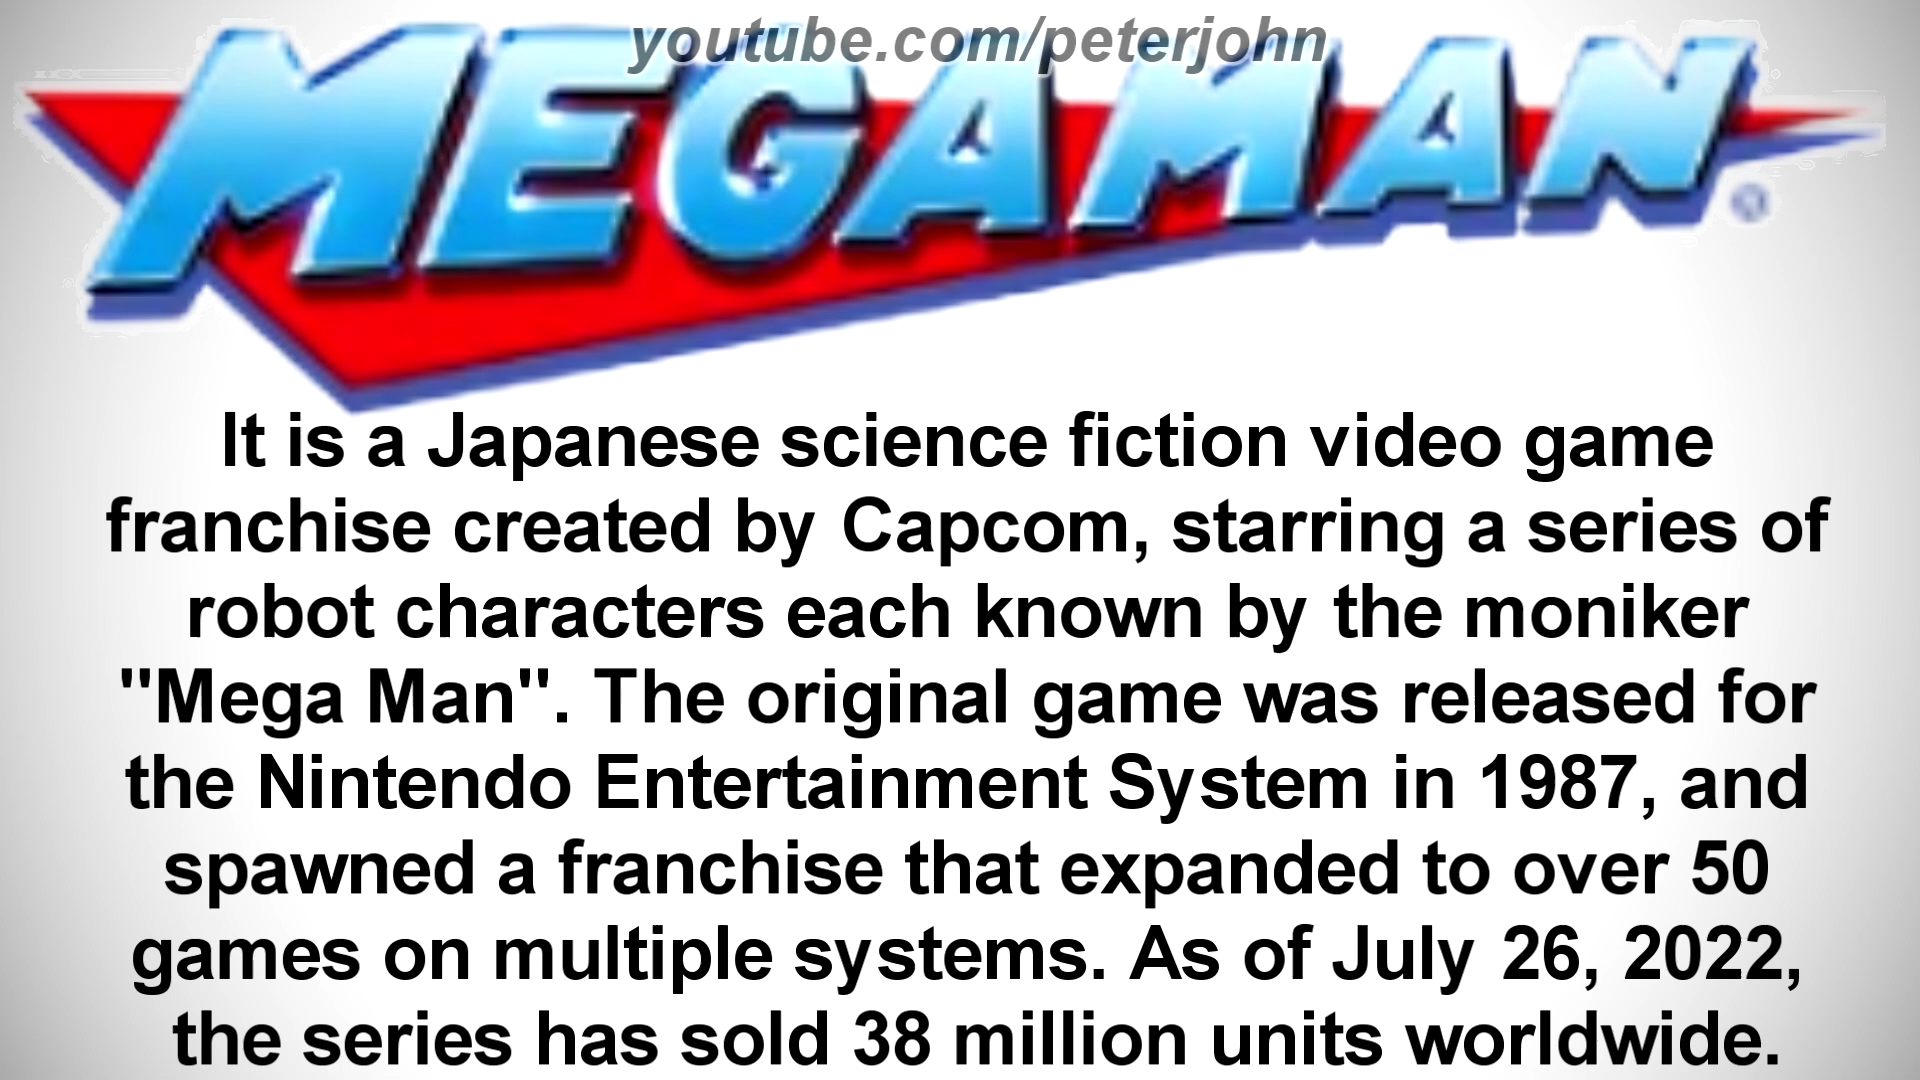 youtube.com/peterjohn
MEGAMAN
It is a Japanese science fiction video game
franchise created by Capcom, starring a series of
robot characters each known by the moniker
"Mega Man". The original game was released for
the Nintendo Entertainment System in 1987, and
spawned a franchise that expanded to over 50
games on multiple systems. As of July 26, 2022,
the series has sold 38 million units worldwide.